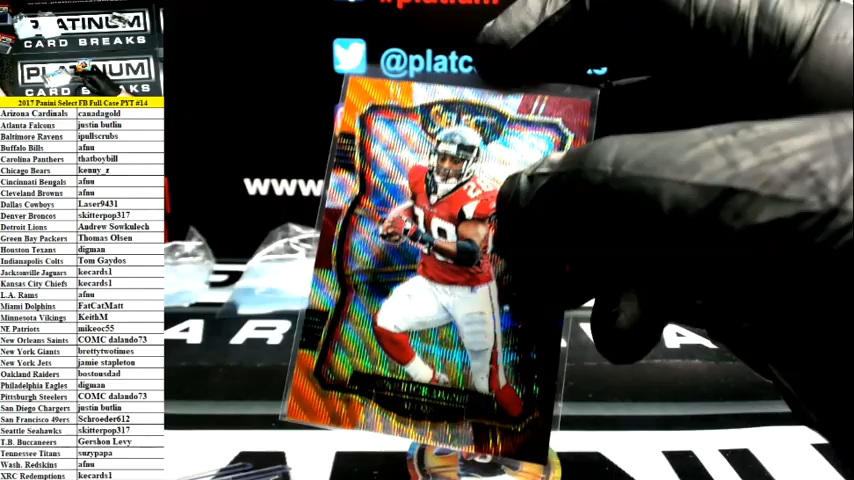 PLATINUM
CARD BREAKS
PLATINUM
CARD BREAKS
2017 Panini Select FB Full Case PYT #14
Arizona Cardinals canadagold
Atlanta Falcons justin butlin
Baltimore Ravens ipullscrubs
Buffalo Bills afnu
Carolina Panthers thatboybill
Chicago Bears kenny_z
Cincinnati Bengals afnu
Cleveland Browns afnu
Dallas Cowboys Laser9431
Denver Broncos skitterpop317
Detroit Lions Andrew Sowkulech
Green Bay Packers Thomas Olsen
Houston Texans digman
Indianapolis Colts Tom Gaydos
Jacksonville Jaguars kecards1
Kansas City Chiefs kecards1
L.A. Rams afnu
Miami Dolphins FatCatMatt
Minnesota Vikings KeithM
NE Patriots mikeoc55
New Orleans Saints COMC dalando73
New York Giants brettytwotimes
New York Jets jamie stapleton
Oakland Raiders bostonsdad
Philadelphia Eagles digman
Pittsburgh Steelers COMC dalando73
San Diego Chargers justin butlin
San Francisco 49ers Schroeder612
Seattle Seahawks skitterpop317
T.B. Buccaneers Gershon Levy
Tennessee Titans suzypapa
Wash. Redskins afnu
XRC Redemptions kecards1
@platc
www
SELECT
28